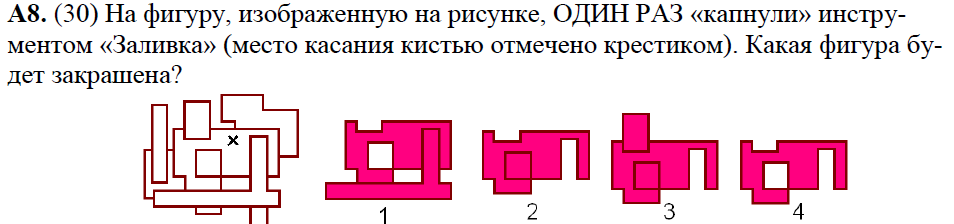 А8. (30) На фигуру, изображенную на рисунке, ОДИН РАЗ «капнули» инстру-
ментом «Заливка» (место касания кистью отмечено крестиком). Какая фигура бу-
дет закрашена?
1 2 3 4